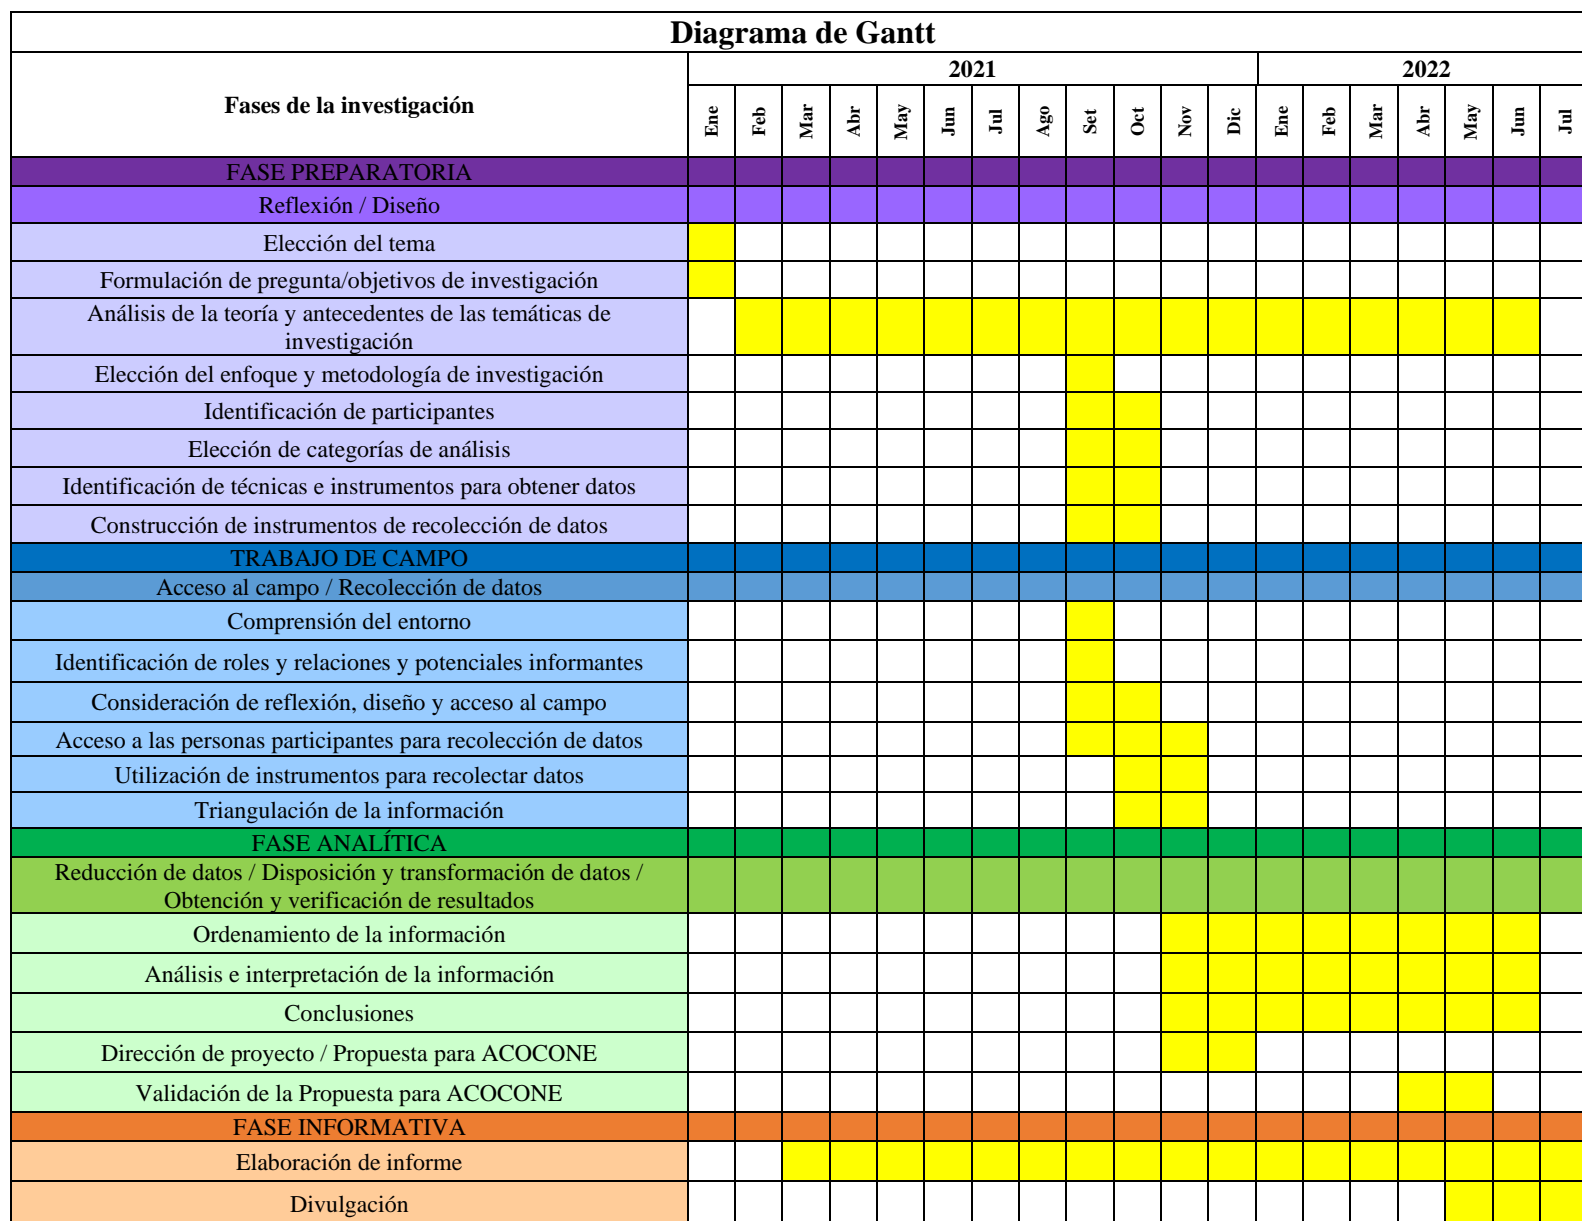 Diagrama de Gantt
Fases de la investigación
2021
2022
Ene
Feb
Mar
Abr
May
Jun
Jul
Ago
Set
Oct
Nov
Dic
Ene
Feb
Mar
Abr
May
Jun
Jul
FASE PREPARATORIA
Reflexión / Diseño
Elección del tema
Formulación de pregunta/objetivos de investigación
Análisis de la teoría y antecedentes de las temáticas de
investigación
Elección del enfoque y metodología de investigación
Identificación de participantes
Elección de categorías de análisis
Identificación de técnicas e instrumentos para obtener datos
Construcción de instrumentos de recolección de datos
TRABAJO DE CAMPO
Acceso al campo / Recolección de datos
Comprensión del entorno
Identificación de roles y relaciones y potenciales informantes
Consideración de reflexión, diseño y acceso al campo
Acceso a las personas participantes para recolección de datos
Utilización de instrumentos para recolectar datos
Triangulación de la información
FASE ANALÍTICA
Reducción de datos / Disposición y transformación de datos /
Obtención y verificación de resultados
Ordenamiento de la información
Análisis e interpretación de la información
Conclusiones
Dirección de proyecto / Propuesta para ACOCONE
Validación de la Propuesta para ACOCONE
FASE INFORMATIVA
Elaboración de informe
Divulgación